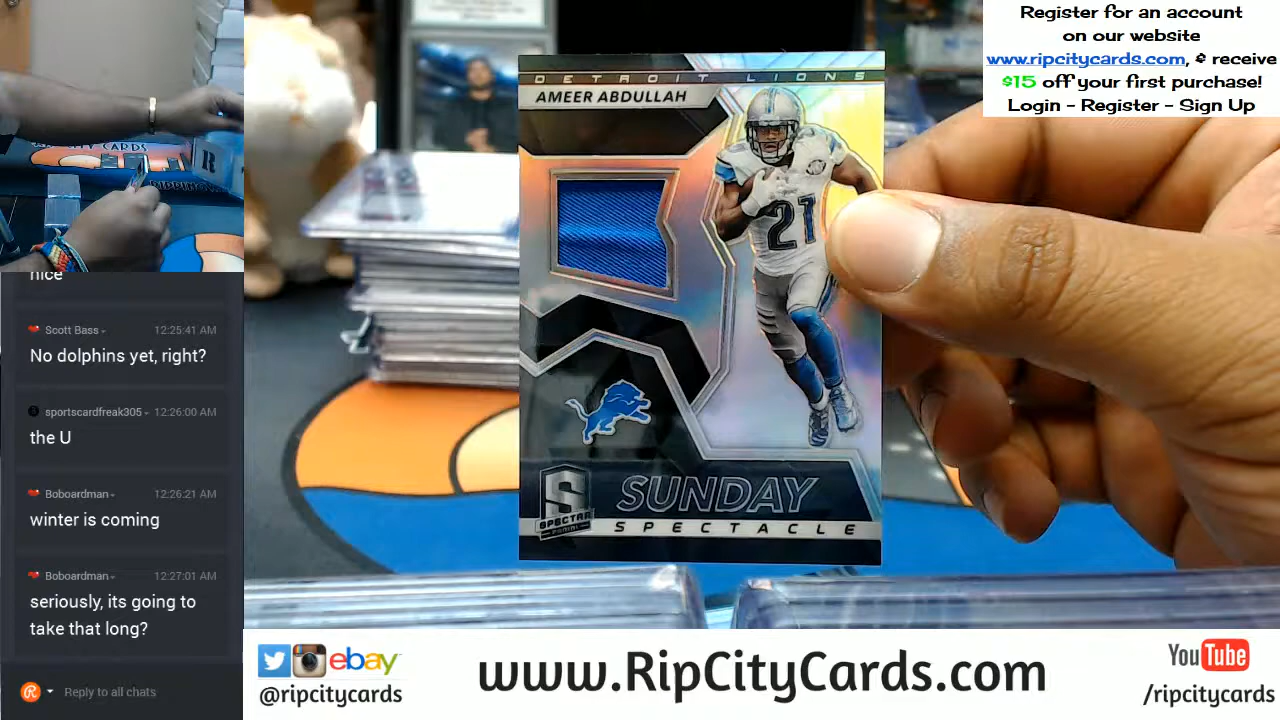 Register for an account
on our website
www.ripcitycards.com, & receive
$15 off your first purchase!
Login - Register - Sign Up
DETROIT LIONS
AMEER ABDULLAH
21
SUNDAY
SPECTRA
PANINI
SPECTACLE
nice
Scott Bass
12:25:41 AM
No dolphins yet, right?
sportscardfreak305
12:26:00 AM
the U
Boboardman
12:26:21 AM
winter is coming
Boboardman
12:27:01 AM
seriously, its going to
take that long?
Reply to all chats
ebay
@ripcitycards
www.RipCityCards.com
YouTube
/ripcitycards